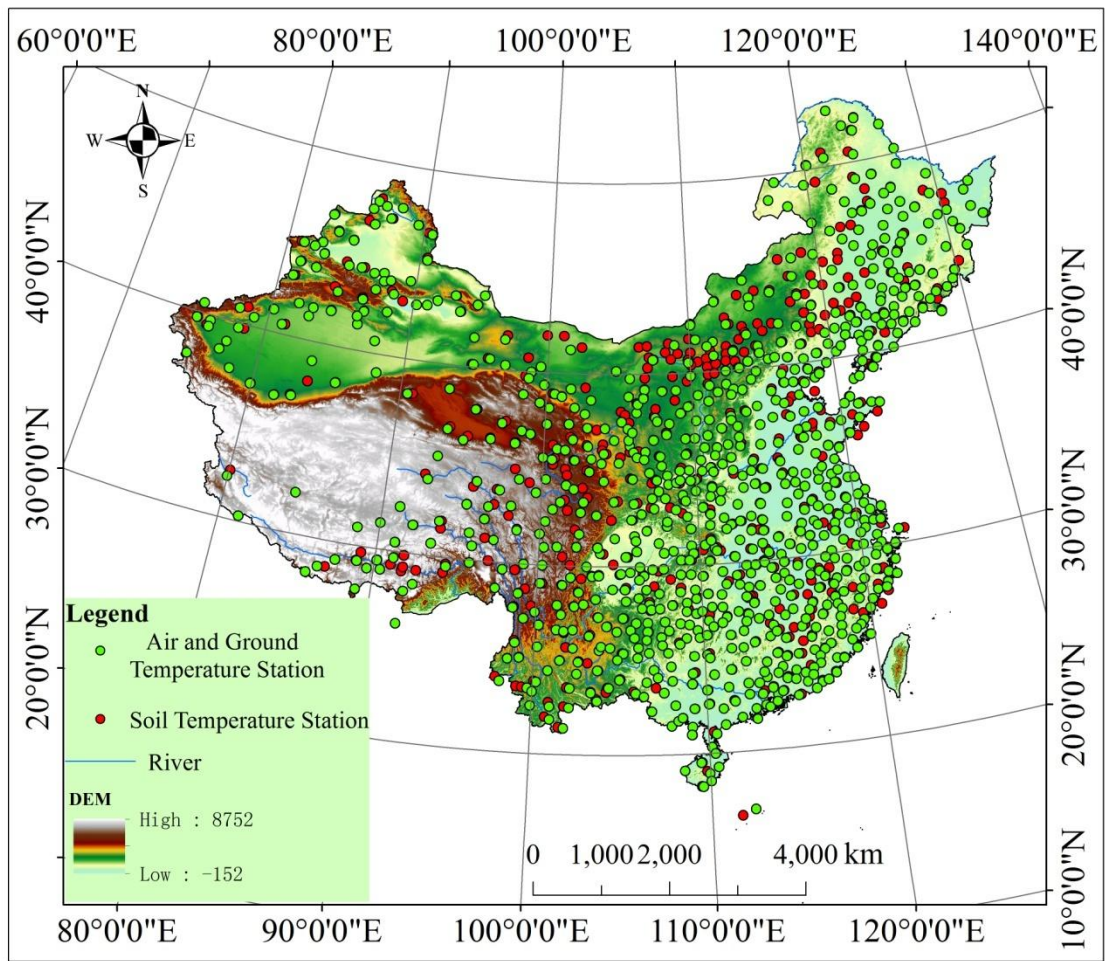 60°0'0"E 80°0'0"E 100°0'0"E 120°0'0"E 140°0'0"E
N
W E
S
40°0'0"N
30°0'0"N
20°0'0"N
40°0'0"N
30°0'0"N
20°0'0"N
10°0'0"N
Legend
Air and Ground
Temperature Station
Soil Temperature Station
River
DEM
High : 8752
Low : -152
0 1,000 2,000 4,000 km
80°0'0"E 90°0'0"E 100°0'0"E 110°0'0"E 120°0'0"E